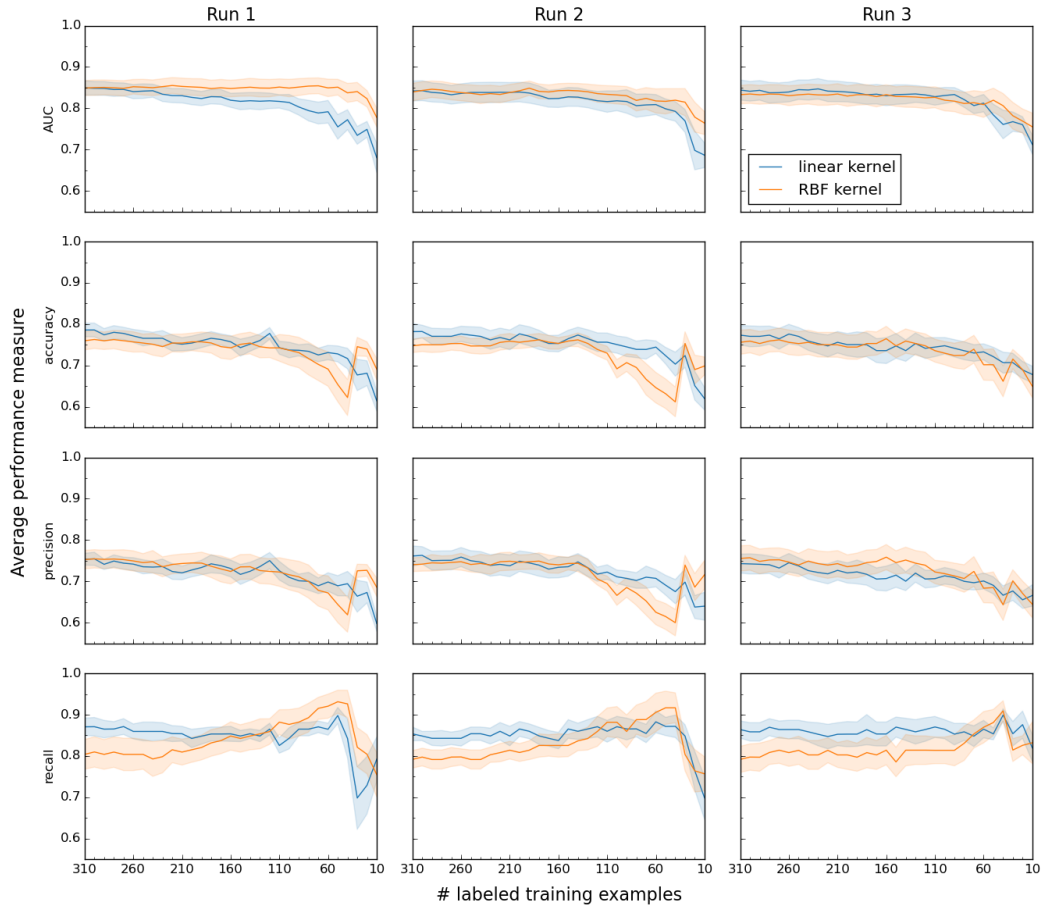 Run 1
Run 2
Run 3
Average performance measure
AUC
1.0
0.9
0.8
0.7
0.6
linear kernel
RBF kernel
accuracy
1.0
0.9
0.8
0.7
0.6
precision
1.0
0.9
0.8
0.7
0.6
recall
1.0
0.9
0.8
0.7
0.6
310 260 210 160 110 60 10 310 260 210 160 110 60 10 310 260 210 160 110 60 10
# labeled training examples